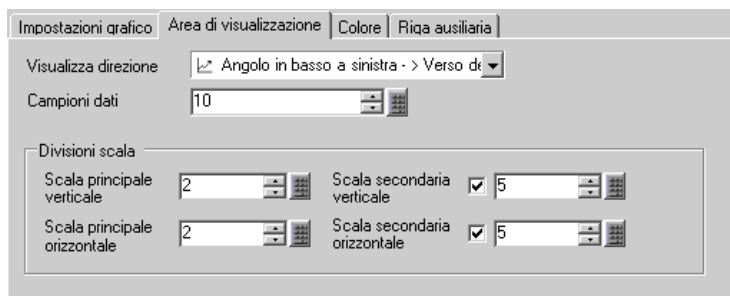 Impostazioni grafico Area di visualizzazione Colore Riga ausiliaria
Visualizza direzione Angolo in basso a sinistra - > Verso de
Campioni dati 10
Divisioni scala
Scala principale verticale 2 Scala secondaria verticale 5
Scala principale orizzontale 2 Scala secondaria orizzontale 5